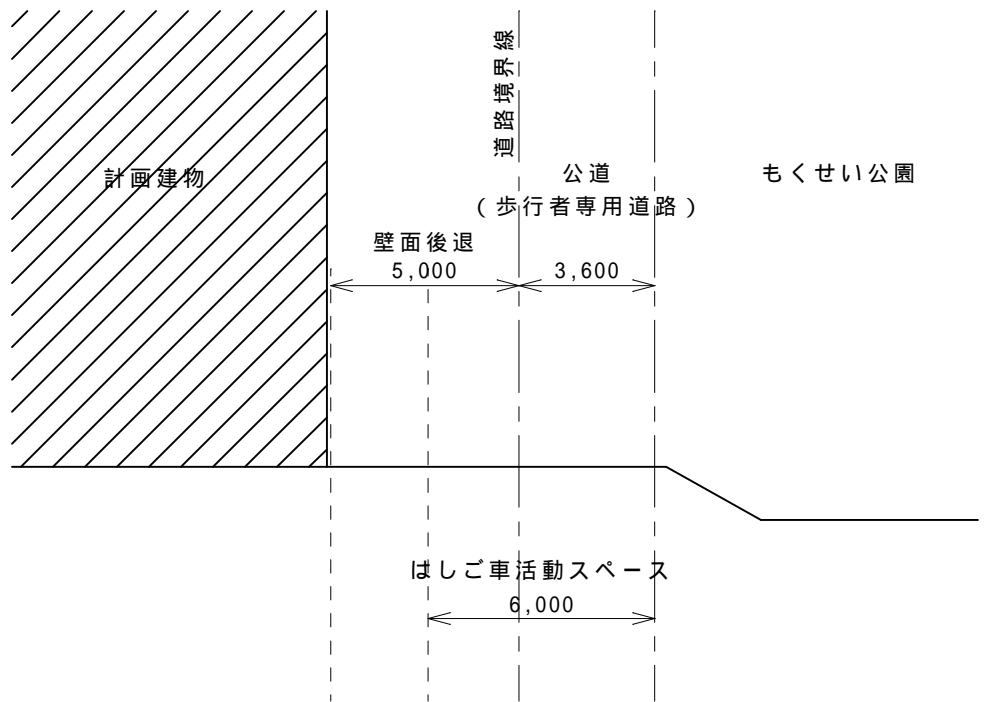 道路境界線
計画建物
公道
（歩行者専用道路）
もくせい公園
壁面後退
5,000
3,600
はしご車活動スペース
6,000